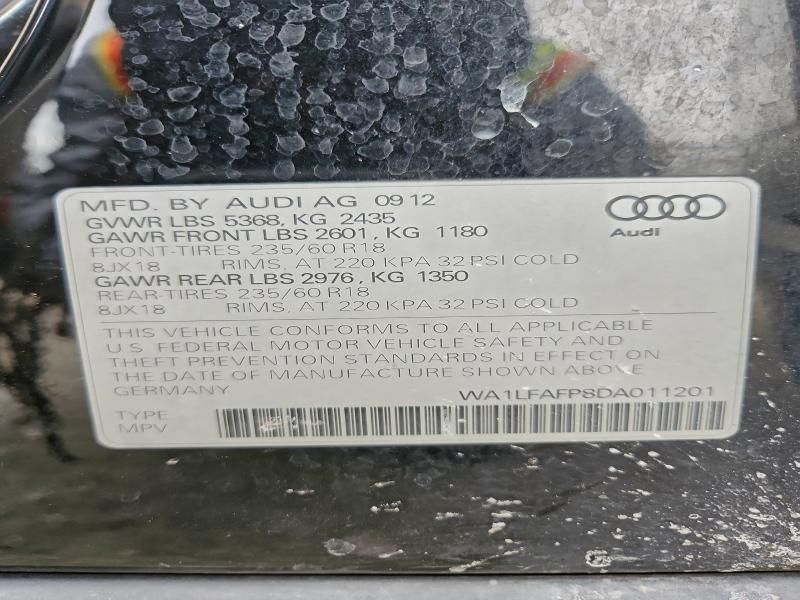 MFD. BY AUDI AG 09 12
GVWR LBS 5368, KG 2435
GAWR FRONT LBS 2601, KG 1180
FRONT-TIRES 235/60 R18
8JX18 RIMS, AT 220 KPA 32 PSI COLD
GAWR REAR LBS 2976, KG 1350
REAR-TIRES 235/60 R18
8JX18 RIMS, AT 220 KPA 32 PSI COLD
Audi
THIS VEHICLE CONFORMS TO ALL APPLICABLE
U.S. FEDERAL MOTOR VEHICLE SAFETY AND
THEFT PREVENTION STANDARDS IN EFFECT ON
THE DATE OF MANUFACTURE SHOWN ABOVE
GERMANY WA1LFAFP8DA011201
TYPE
MPV